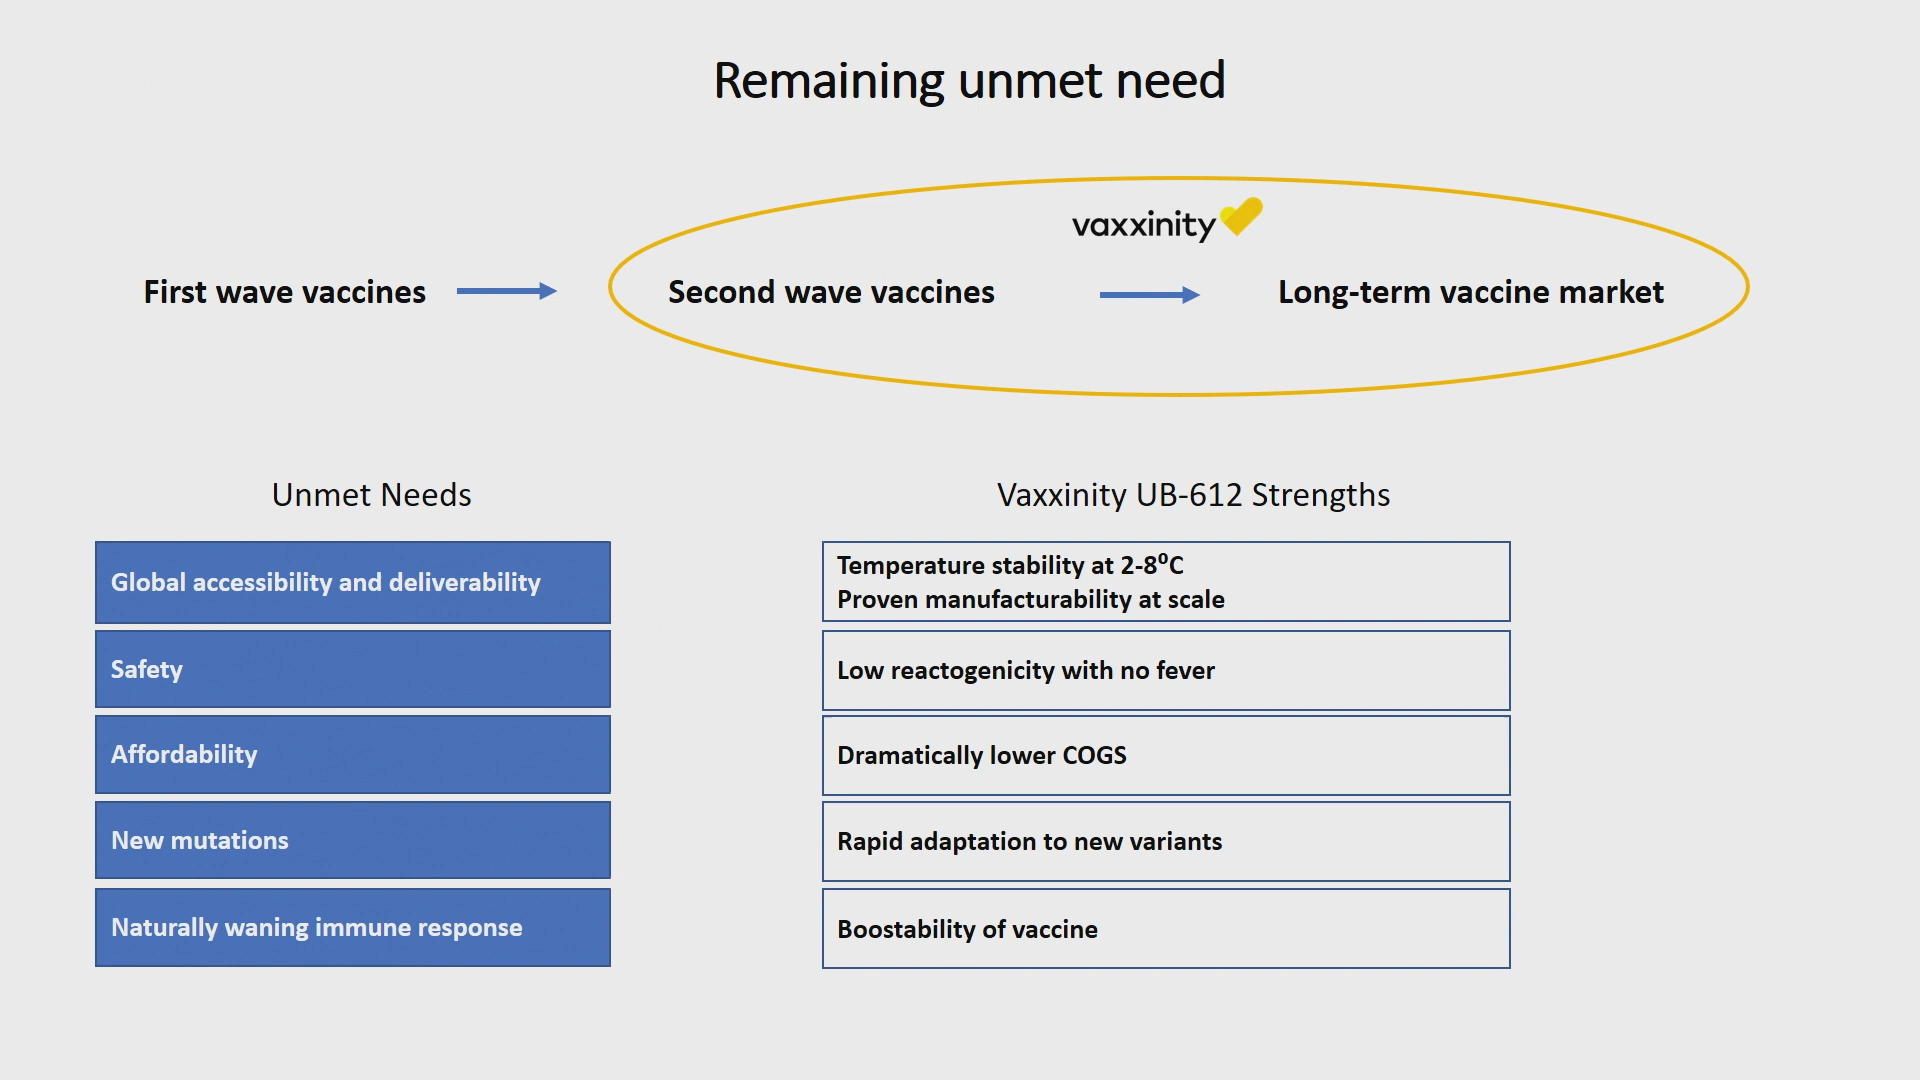 Remaining unmet need
vaxxinity
First wave vaccines
Second wave vaccines
Long-term vaccine market
Unmet Needs
Vaxxinity UB-612 Strengths
Global accessibility and deliverability
Temperature stability at 2-8⁰C
Proven manufacturability at scale
Safety
Low reactogenicity with no fever
Affordability
Dramatically lower COGS
New mutations
Rapid adaptation to new variants
Naturally waning immune response
Boostability of vaccine